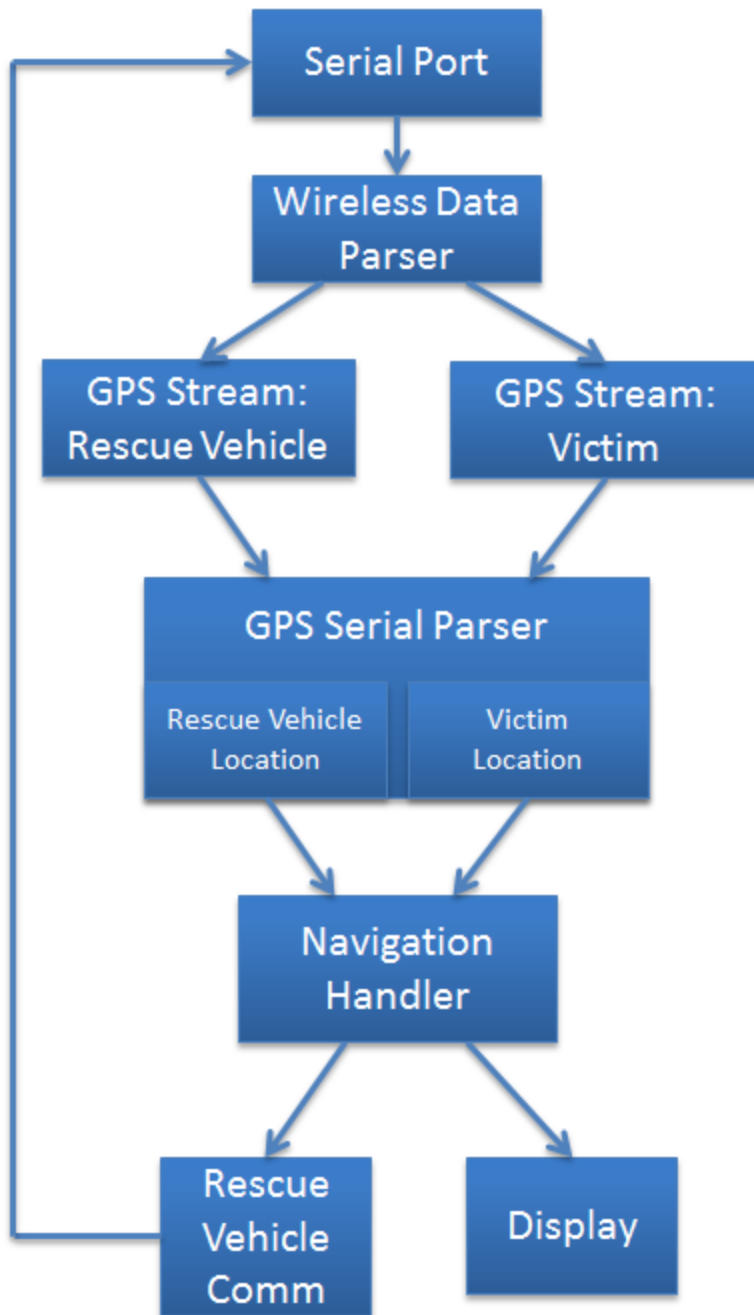 Serial Port
Wireless Data
Parser
GPS Stream:
Rescue Vehicle
GPS Stream:
Victim
GPS Serial Parser
Rescue Vehicle
Location
Victim
Location
Navigation
Handler
Rescue
Vehicle
Comm
Display